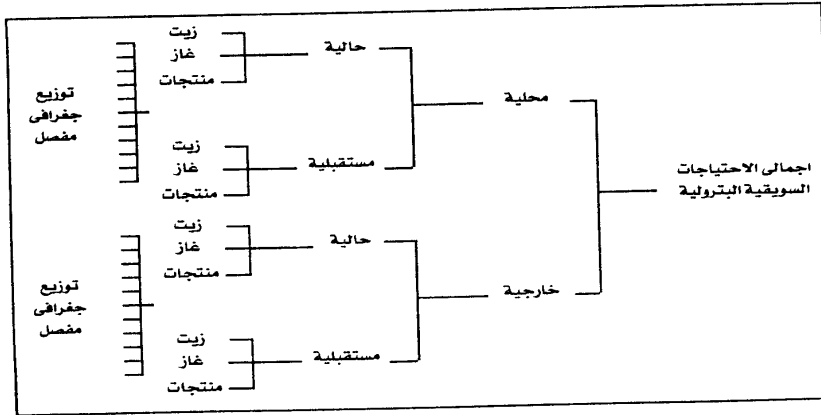 اجمالى الاحتياجات
السويقية البترولية
محلية
حالية
زيت
غاز
منتجات
مستقبلية
زيت
غاز
منتجات
توزيع
جغرافى
مفصل
خارجية
حالية
زيت
غاز
منتجات
مستقبلية
زيت
غاز
منتجات
توزيع
جغرافى
مفصل